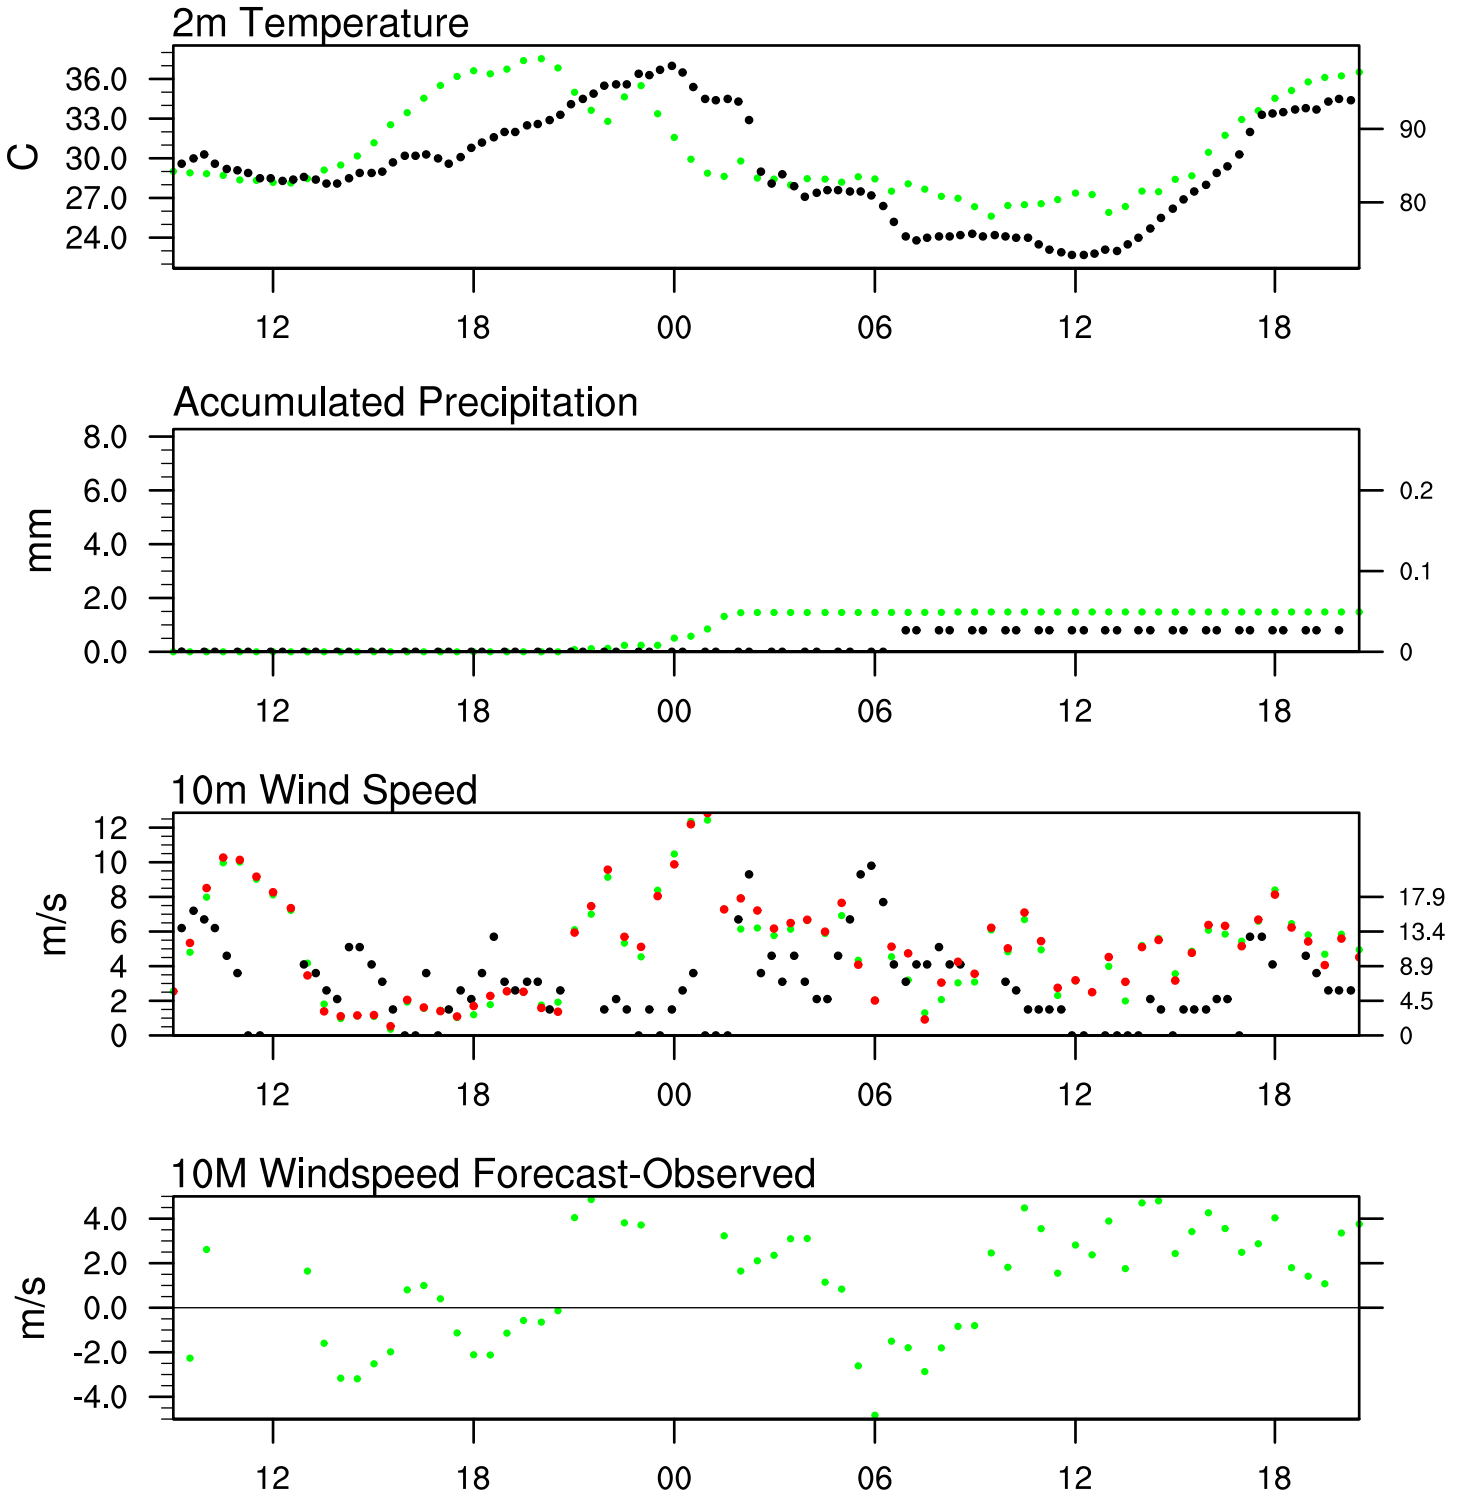 2m Temperature
36.0
33.0
30.0
27.0
24.0
C
90
80
12 18 00 06 12 18
Accumulated Precipitation
8.0
6.0
4.0
2.0
0.0
mm
0.2
0.1
0
12 18 00 06 12 18
10m Wind Speed
12
10
8
6
4
2
0
m/s
17.9
13.4
8.9
4.5
0
12 18 00 06 12 18
10M Windspeed Forecast-Observed
4.0
2.0
0.0
-2.0
-4.0
m/s
12 18 00 06 12 18